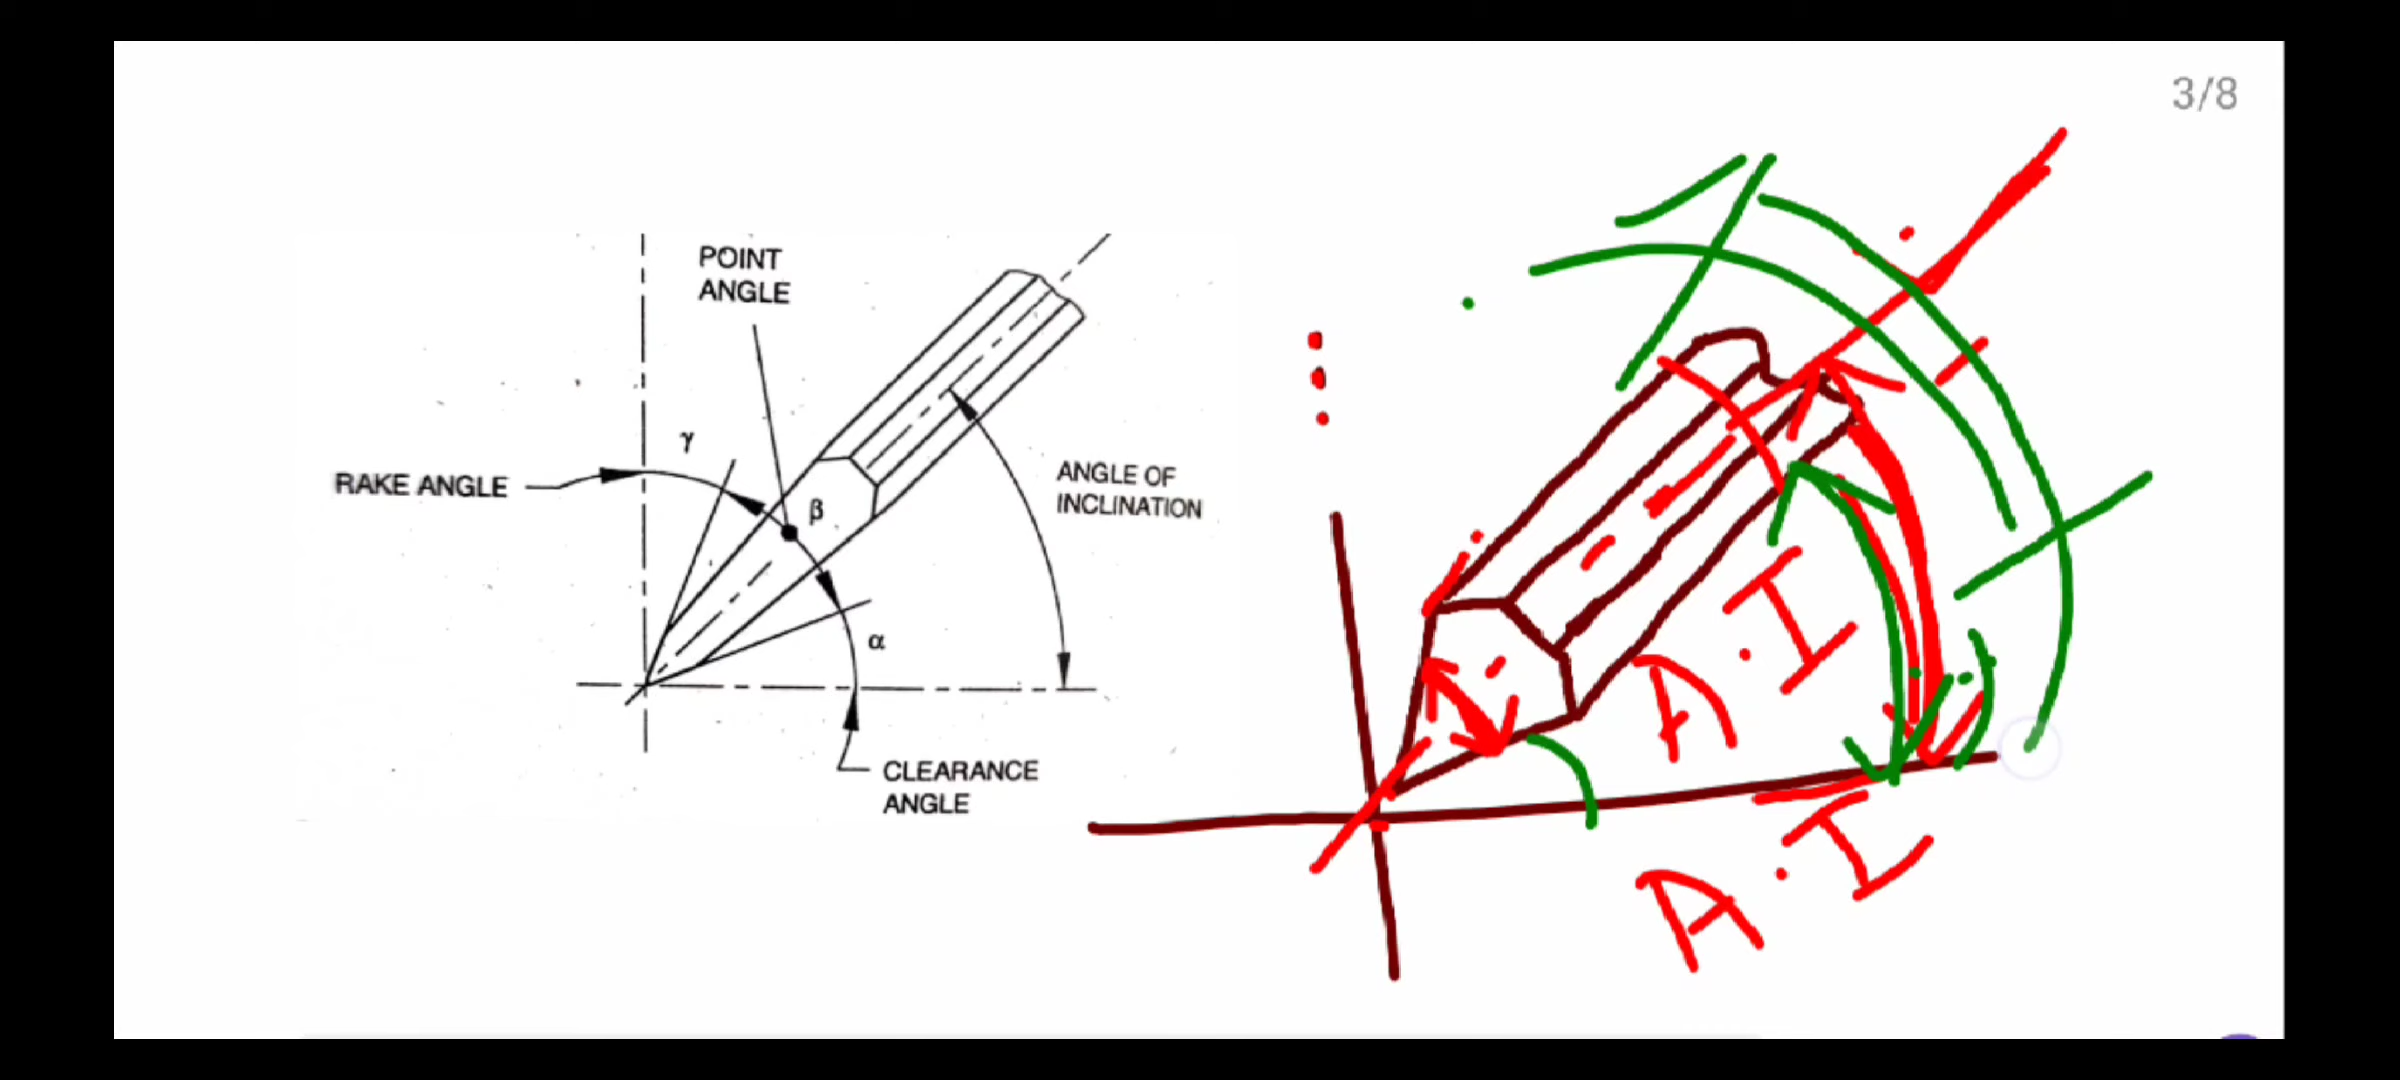 3/8
POINT
ANGLE
γ
RAKE ANGLE
β
ANGLE OF
INCLINATION
α
CLEARANCE
ANGLE
A.I
A.I